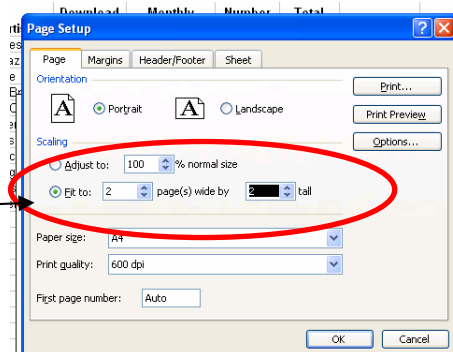 Download Monthly Number Total
Page Setup
Page Margins Header/Footer Sheet
Orientation
Print...
A Portrait A Landscape
Print Preview
Scaling
Options...
Adjust to: 100 % normal size
Fit to: 2 page(s) wide by 2 tall
Paper size: A4
Print quality: 600 dpi
First page number: Auto
OK Cancel